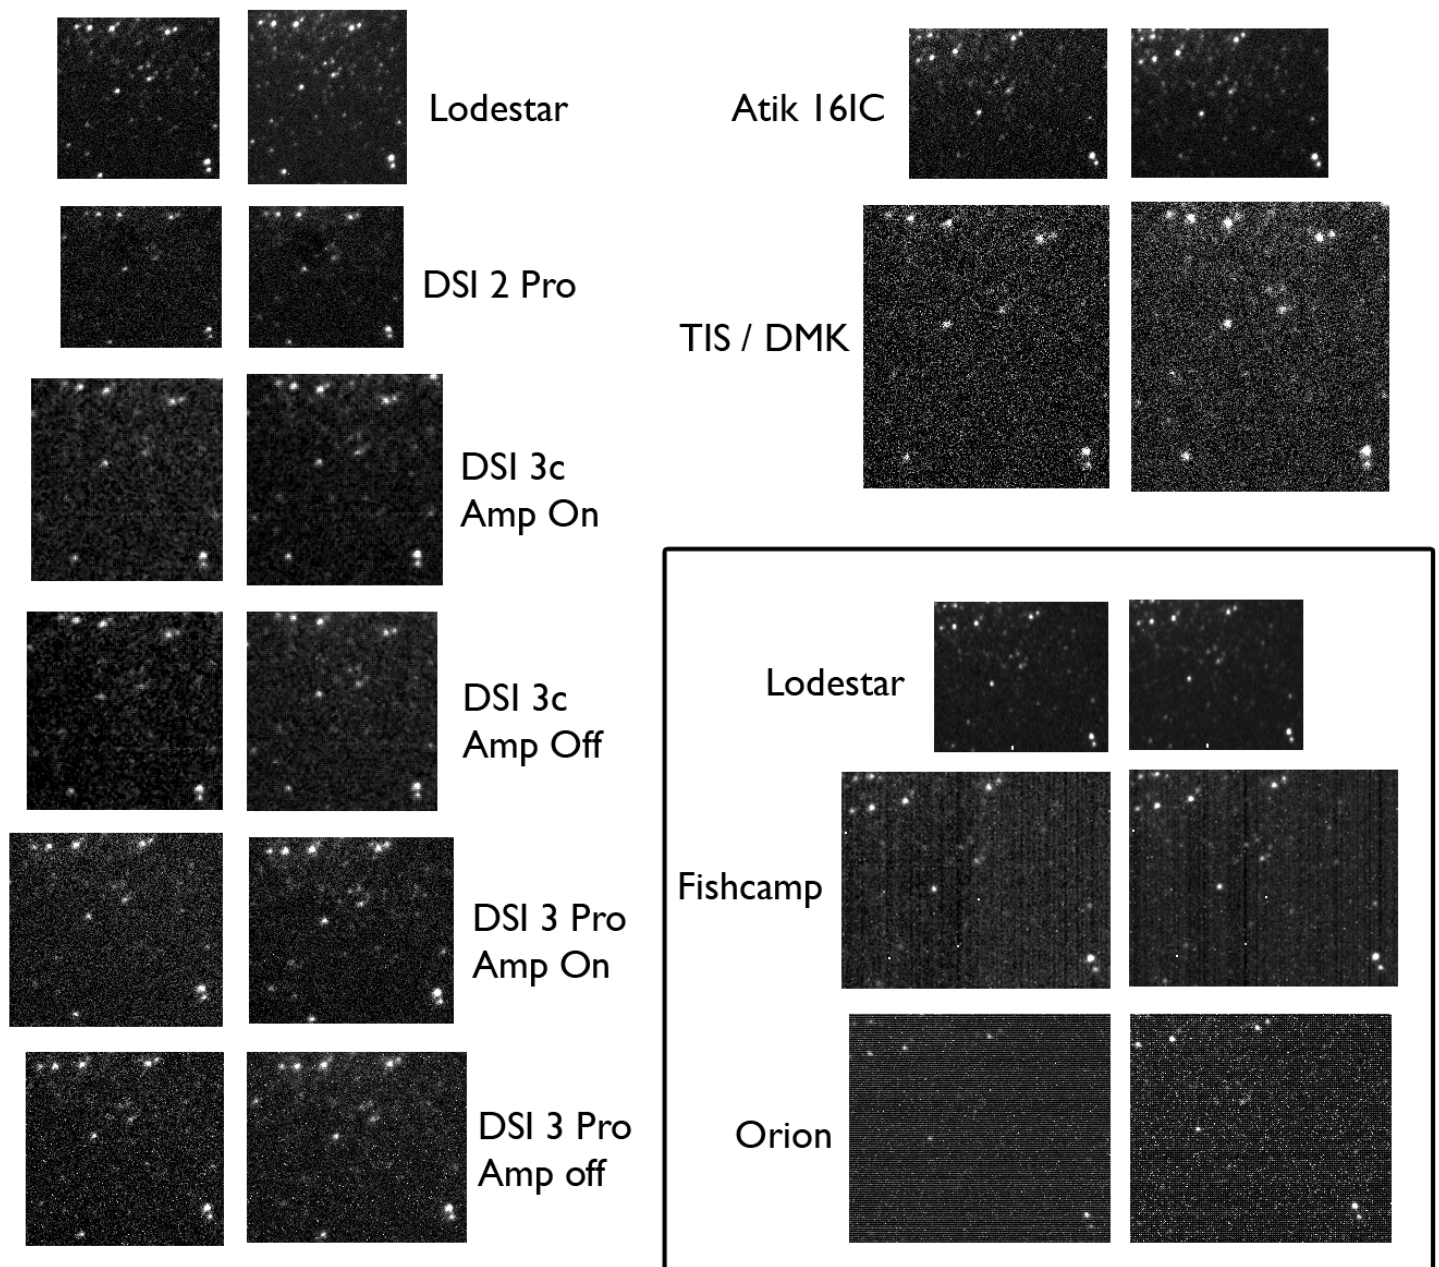 Lodestar
DSI 2 Pro
DSI 3c
Amp On
DSI 3c
Amp Off
DSI 3 Pro
Amp On
DSI 3 Pro
Amp off
Atik 16IC
TIS / DMK
Lodestar
Fishcamp
Orion